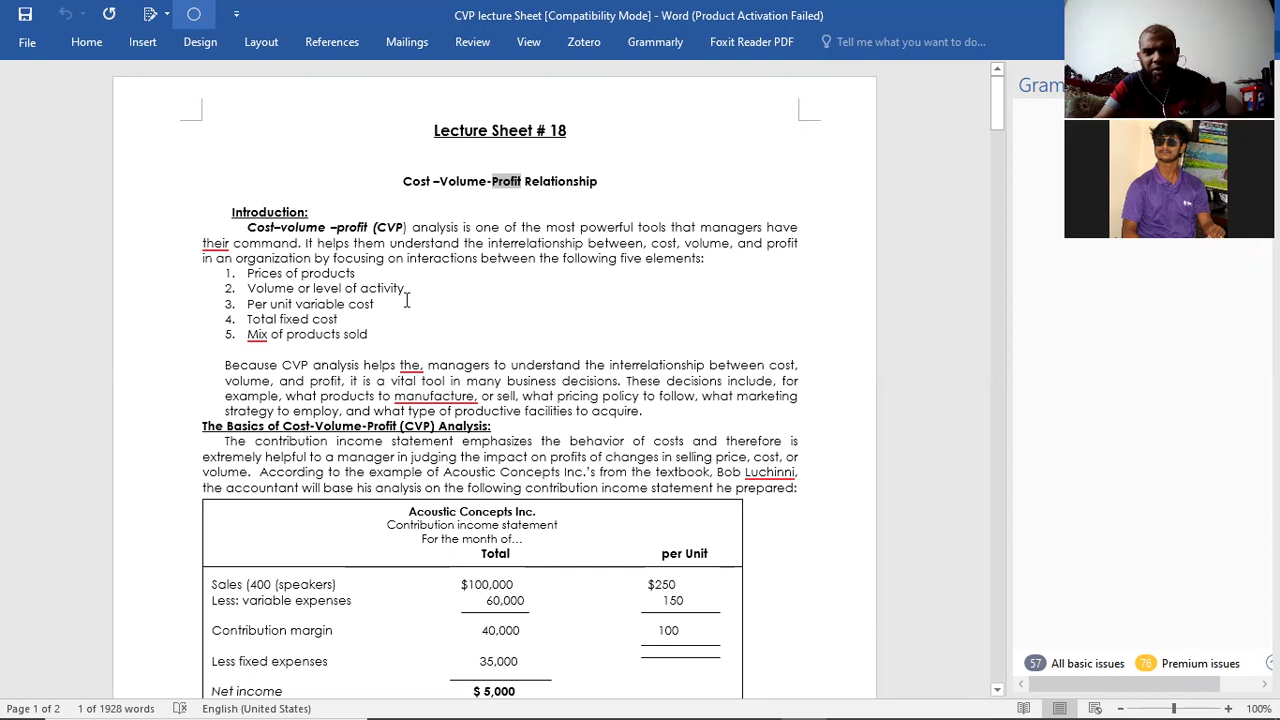 CVP lecture Sheet [Compatibility Mode] - Word (Product Activation Failed)
File Home Insert Design Layout References Mailings Review View Zotero Grammarly Foxit Reader PDF Tell me what you want to do...
Gram
Lecture Sheet # 18
Cost –Volume-Profit Relationship
Introduction:
Cost–volume –profit (CVP) analysis is one of the most powerful tools that managers have
their command. It helps them understand the interrelationship between, cost, volume, and profit
in an organization by focusing on interactions between the following five elements:
1. Prices of products
2. Volume or level of activity
3. Per unit variable cost
4. Total fixed cost
5. Mix of products sold
Because CVP analysis helps the, managers to understand the interrelationship between cost,
volume, and profit, it is a vital tool in many business decisions. These decisions include, for
example, what products to manufacture, or sell, what pricing policy to follow, what marketing
strategy to employ, and what type of productive facilities to acquire.
The Basics of Cost-Volume-Profit (CVP) Analysis:
The contribution income statement emphasizes the behavior of costs and therefore is
extremely helpful to a manager in judging the impact on profits of changes in selling price, cost, or
volume. According to the example of Acoustic Concepts Inc.'s from the textbook, Bob Luchinni,
the accountant will base his analysis on the following contribution income statement he prepared:
Acoustic Concepts Inc.
Contribution income statement
For the month of...
Total per Unit
Sales (400 (speakers) $100,000 $250
Less: variable expenses 60,000 150
Contribution margin 40,000 100
Less fixed expenses 35,000
Net income $ 5,000
57 All basic issues 76 Premium issues
Page 1 of 2 1 of 1928 words English (United States) 100%